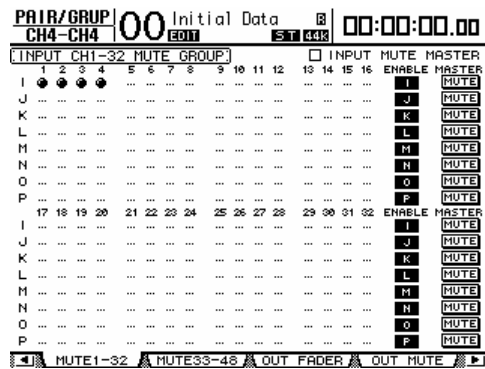 PAIR/GRUP
CH4-CH4
00 Initial Data R
EDIT ST 44k
00:00:00.00
INPUT CH1-32 MUTE GROUP
INPUT MUTE MASTER
1 2 3 4 5 6 7 8 9 10 11 12 13 14 15 16 ENABLE MASTER
I I MUTE
J J MUTE
K K MUTE
L L MUTE
M M MUTE
N N MUTE
O O MUTE
P P MUTE
17 18 19 20 21 22 23 24 25 26 27 28 29 30 31 32 ENABLE MASTER
I I MUTE
J J MUTE
K K MUTE
L L MUTE
M M MUTE
N N MUTE
O O MUTE
P P MUTE
MUTE1-32 MUTE33-48 OUT FADER OUT MUTE